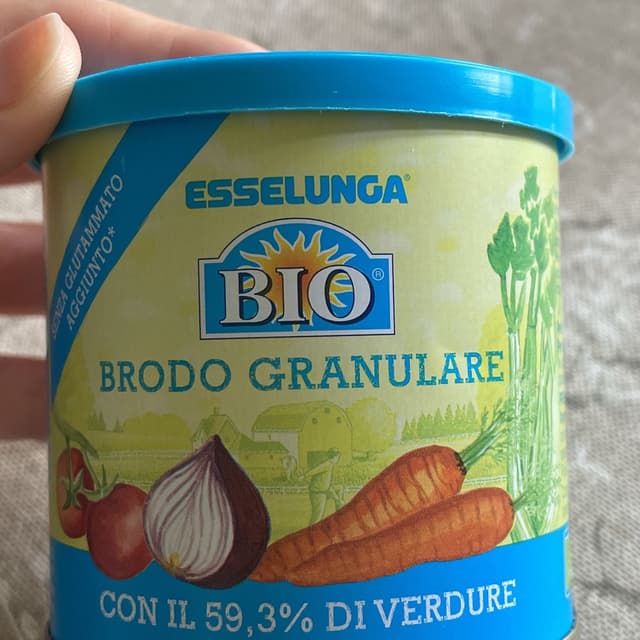 SENZA GLUTAMMATO
AGGIUNTO*
ESSELUNGA®
BIO®
BRODO GRANULARE
CON IL 59,3% DI VERDURE